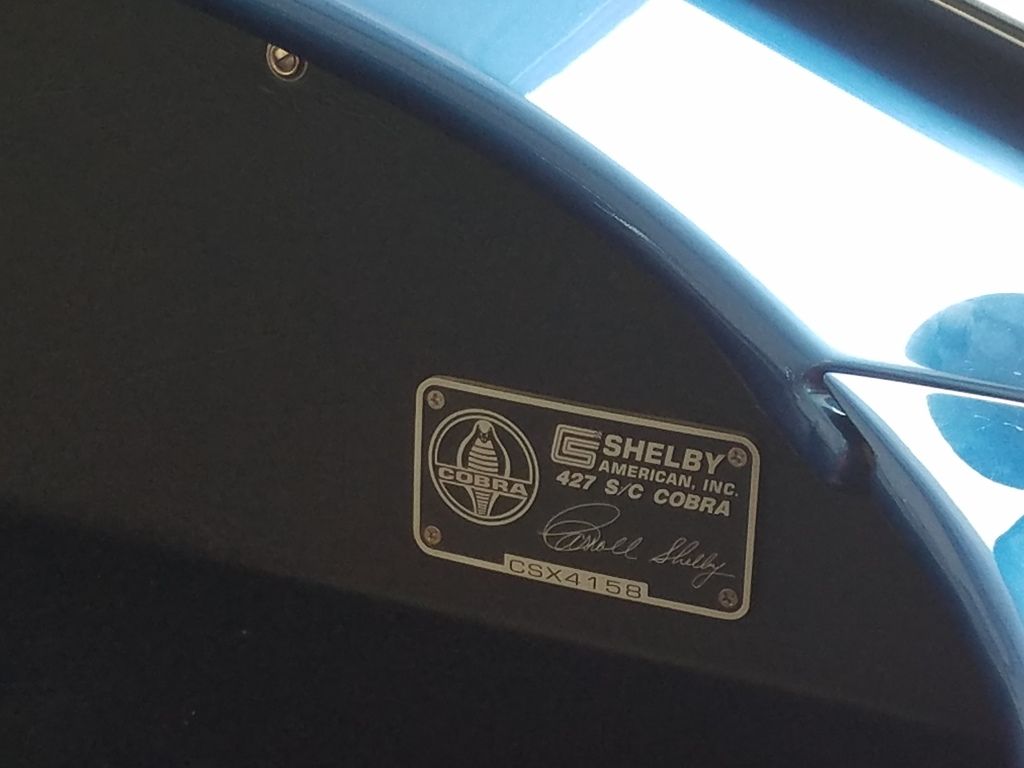 COBRA
SHELBY
AMERICAN, INC.
427 S/C COBRA
Carroll Shelby
CSX4158